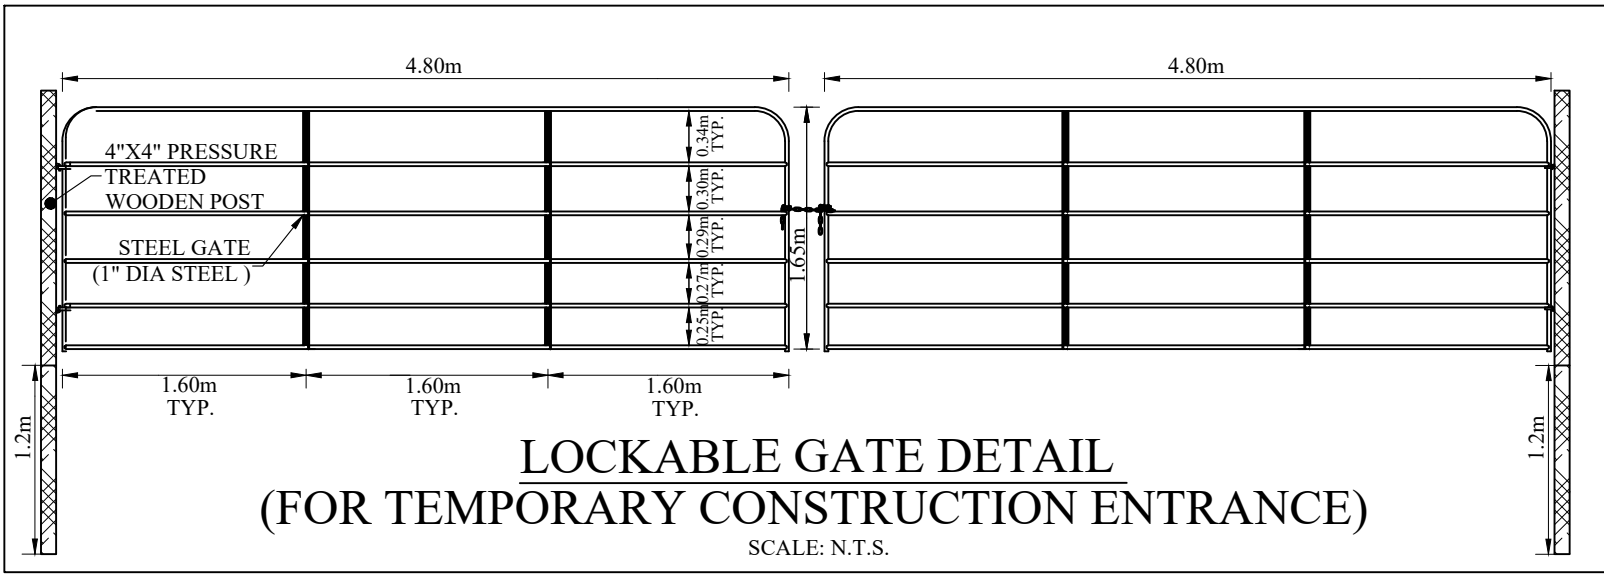 4.80m
4.80m
4"X4" PRESSURE
TREATED
WOODEN POST
STEEL GATE
(1" DIA STEEL )
0.34m
TYP.
0.30m
TYP.
0.29m
TYP.
0.27m
TYP.
0.25m
TYP.
1.65m
1.60m
TYP.
1.60m
TYP.
1.60m
TYP.
1.2m
1.2m
LOCKABLE GATE DETAIL
(FOR TEMPORARY CONSTRUCTION ENTRANCE)
SCALE: N.T.S.